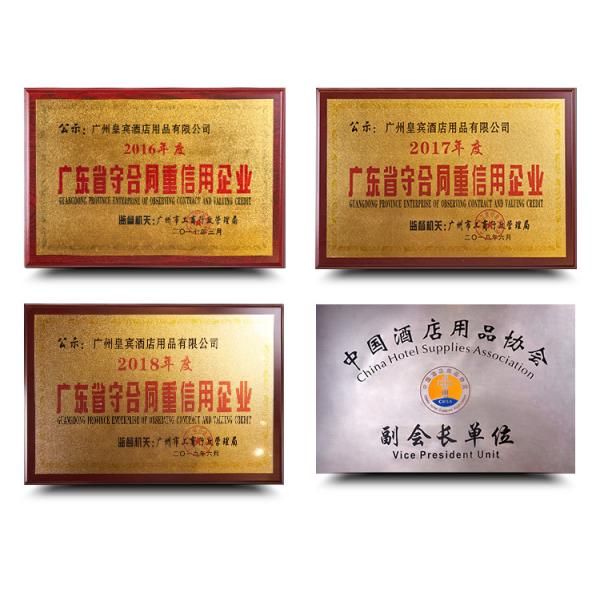 公示：广州皇宾酒店用品有限公司
2016年度
广东省守合同重信用企业
GUANGDONG PROVINCE ENTERPRISE OF OBSERVING CONTRACT AND VALUING CREDIT
监督机关：广州市工商行政管理局
二〇一七年三月
公示：广州皇宾酒店用品有限公司
2017年度
广东省守合同重信用企业
GUANGDONG PROVINCE ENTERPRISE OF OBSERVING CONTRACT AND VALUING CREDIT
监督机关：广州市工商行政管理局
二〇一八年六月
公示：广州皇宾酒店用品有限公司
2018年度
广东省守合同重信用企业
GUANGDONG PROVINCE ENTERPRISE OF OBSERVING CONTRACT AND VALUING CREDIT
监督机关：广州市工商行政管理局
二〇一九年六月
中国酒店用品协会
China Hotel Supplies Association
CHSA
副会长单位
Vice President Unit